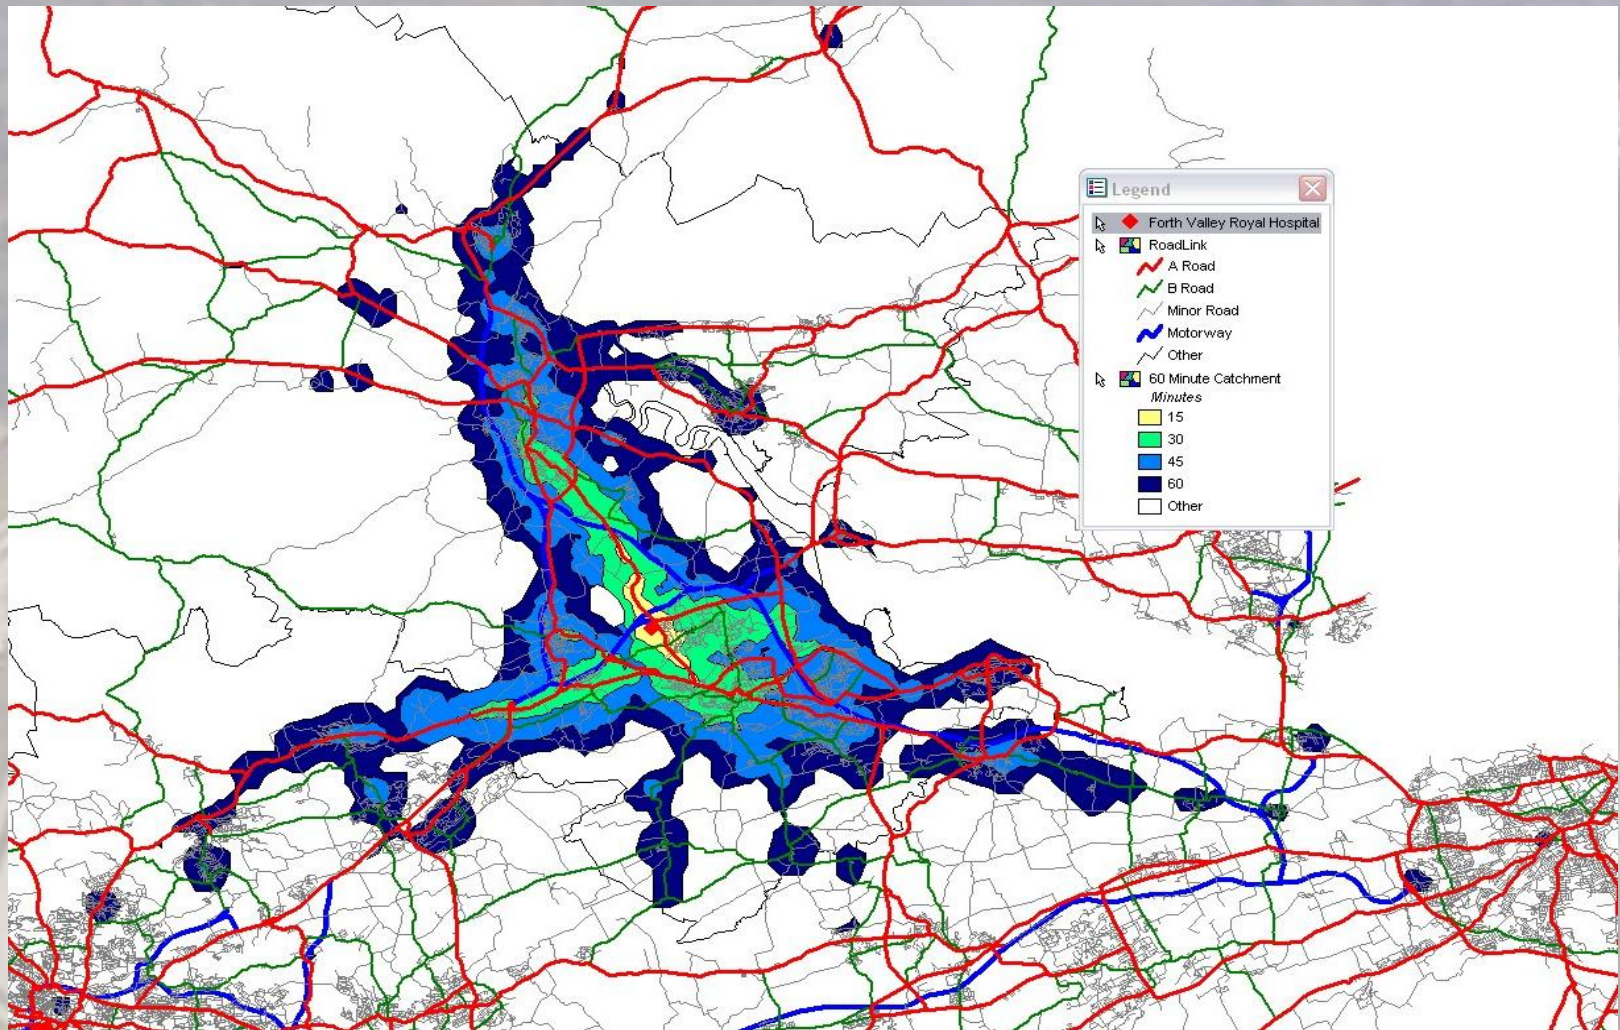 Legend
Forth Valley Royal Hospital
RoadLink
A Road
B Road
Minor Road
Motorway
Other
60 Minute Catchment
Minutes
15
30
45
60
Other